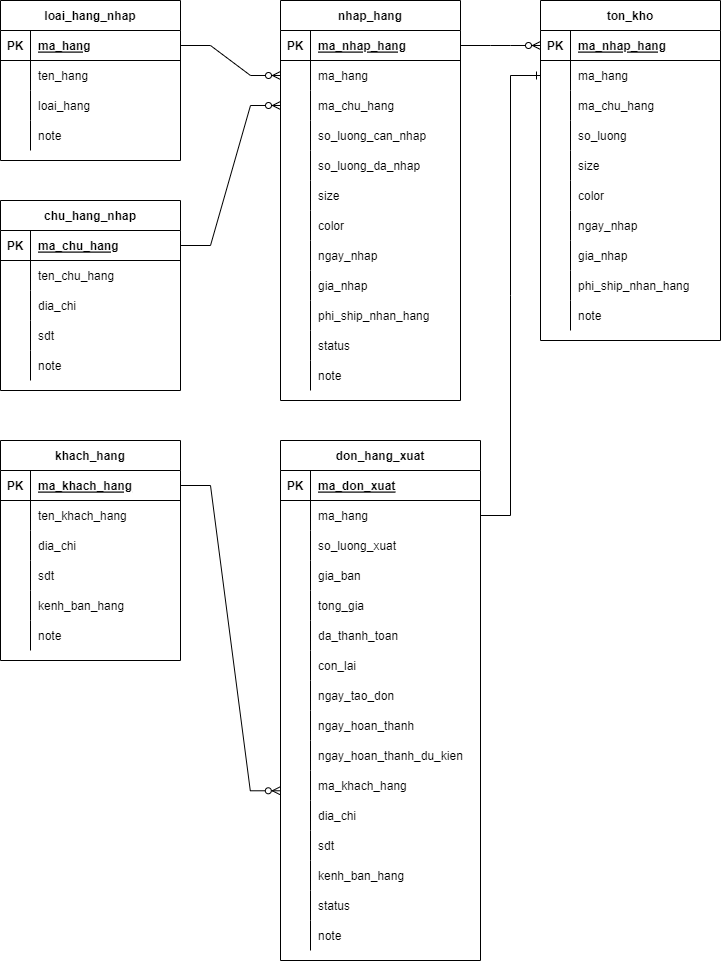 loai_hang_nhap
PK ma_hang
ten_hang
loai_hang
note
nhap_hang
PK ma_nhap_hang
ma_hang
ma_chu_hang
so_luong_can_nhap
so_luong_da_nhap
size
color
ngay_nhap
gia_nhap
phi_ship_nhan_hang
status
note
ton_kho
PK ma_nhap_hang
ma_hang
ma_chu_hang
so_luong
size
color
ngay_nhap
gia_nhap
phi_ship_nhan_hang
note
chu_hang_nhap
PK ma_chu_hang
ten_chu_hang
dia_chi
sdt
note
khach_hang
PK ma_khach_hang
ten_khach_hang
dia_chi
sdt
kenh_ban_hang
note
don_hang_xuat
PK ma_don_xuat
ma_hang
so_luong_xuat
gia_ban
tong_gia
da_thanh_toan
con_lai
ngay_tao_don
ngay_hoan_thanh
ngay_hoan_thanh_du_kien
ma_khach_hang
dia_chi
sdt
kenh_ban_hang
status
note